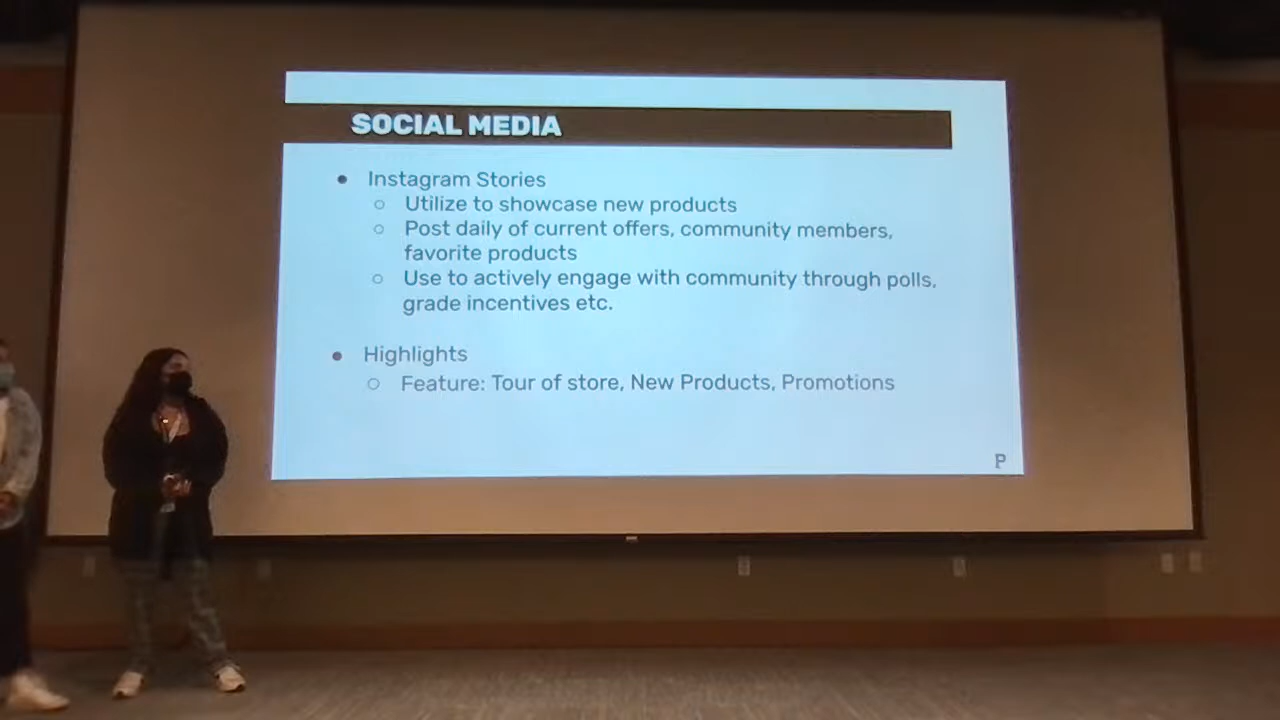 SOCIAL MEDIA
● Instagram Stories
○ Utilize to showcase new products
○ Post daily of current offers, community members,
favorite products
○ Use to actively engage with community through polls,
grade incentives etc.
● Highlights
○ Feature: Tour of store, New Products, Promotions
P